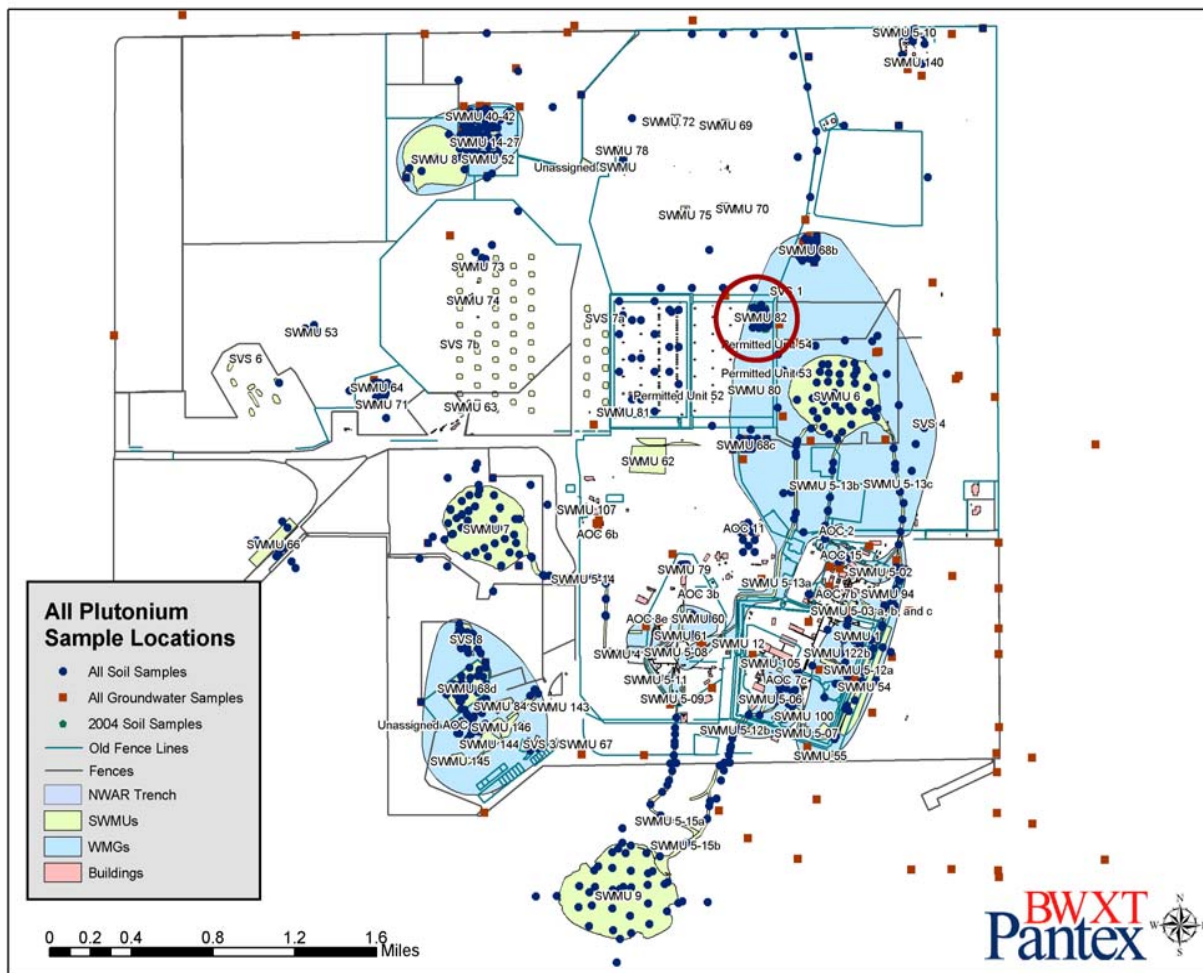 SWMU 5-10
SWMU 140
SWMU 40-42
SWMU 14-27
SWMU 8
SWMU 52
SWMU 72
SWMU 69
SWMU 78
Unassigned SWMU
SWMU 75
SWMU 70
SWMU 68b
SWMU 73
SWMU 74
SVS 1
SWMU 82
SVS 7a
SVS 7b
SWMU 53
Permitted Unit 54
SVS 6
Permitted Unit 53
SWMU 64
SWMU 71
SWMU 63
Permitted Unit 52
SWMU 80
SWMU 6
SWMU 81
SVS 4
SWMU 68c
SWMU 62
SWMU 5-13b
SWMU 5-13c
SWMU 107
AOC 6b
SWMU 7
AOC 11
AOC 2
SWMU 66
AOC 15
SWMU 79
SWMU 5-14
SWMU 5-13a
SWMU 5-02
AOC 3b
AOC 7b
SWMU 94
SWMU 5-03 a, b, and c
AOC 8e
SWMU 60
SWMU 61
SWMU 1
SVS 8
SWMU 12
SWMU 4
SWMU 5-08
SWMU 122b
SWMU 105
SWMU 5-12a
SWMU 5-11
AOC 7c
SWMU 54
SWMU 68d
SWMU 5-09
SWMU 5-06
SWMU 84
SWMU 143
SWMU 100
Unassigned AOC
SWMU 146
SWMU 5-12b
SWMU 5-07
SWMU 144
SVS 3
SWMU 67
SWMU 55
SWMU 145
SWMU 5-15a
SWMU 5-15b
SWMU 9
All Plutonium
Sample Locations
All Soil Samples
All Groundwater Samples
2004 Soil Samples
Old Fence Lines
Fences
NWAR Trench
SWMUs
WMGs
Buildings
0 0.2 0.4 0.8 1.2 1.6
Miles
BWXT
Pantex
N
W E
S